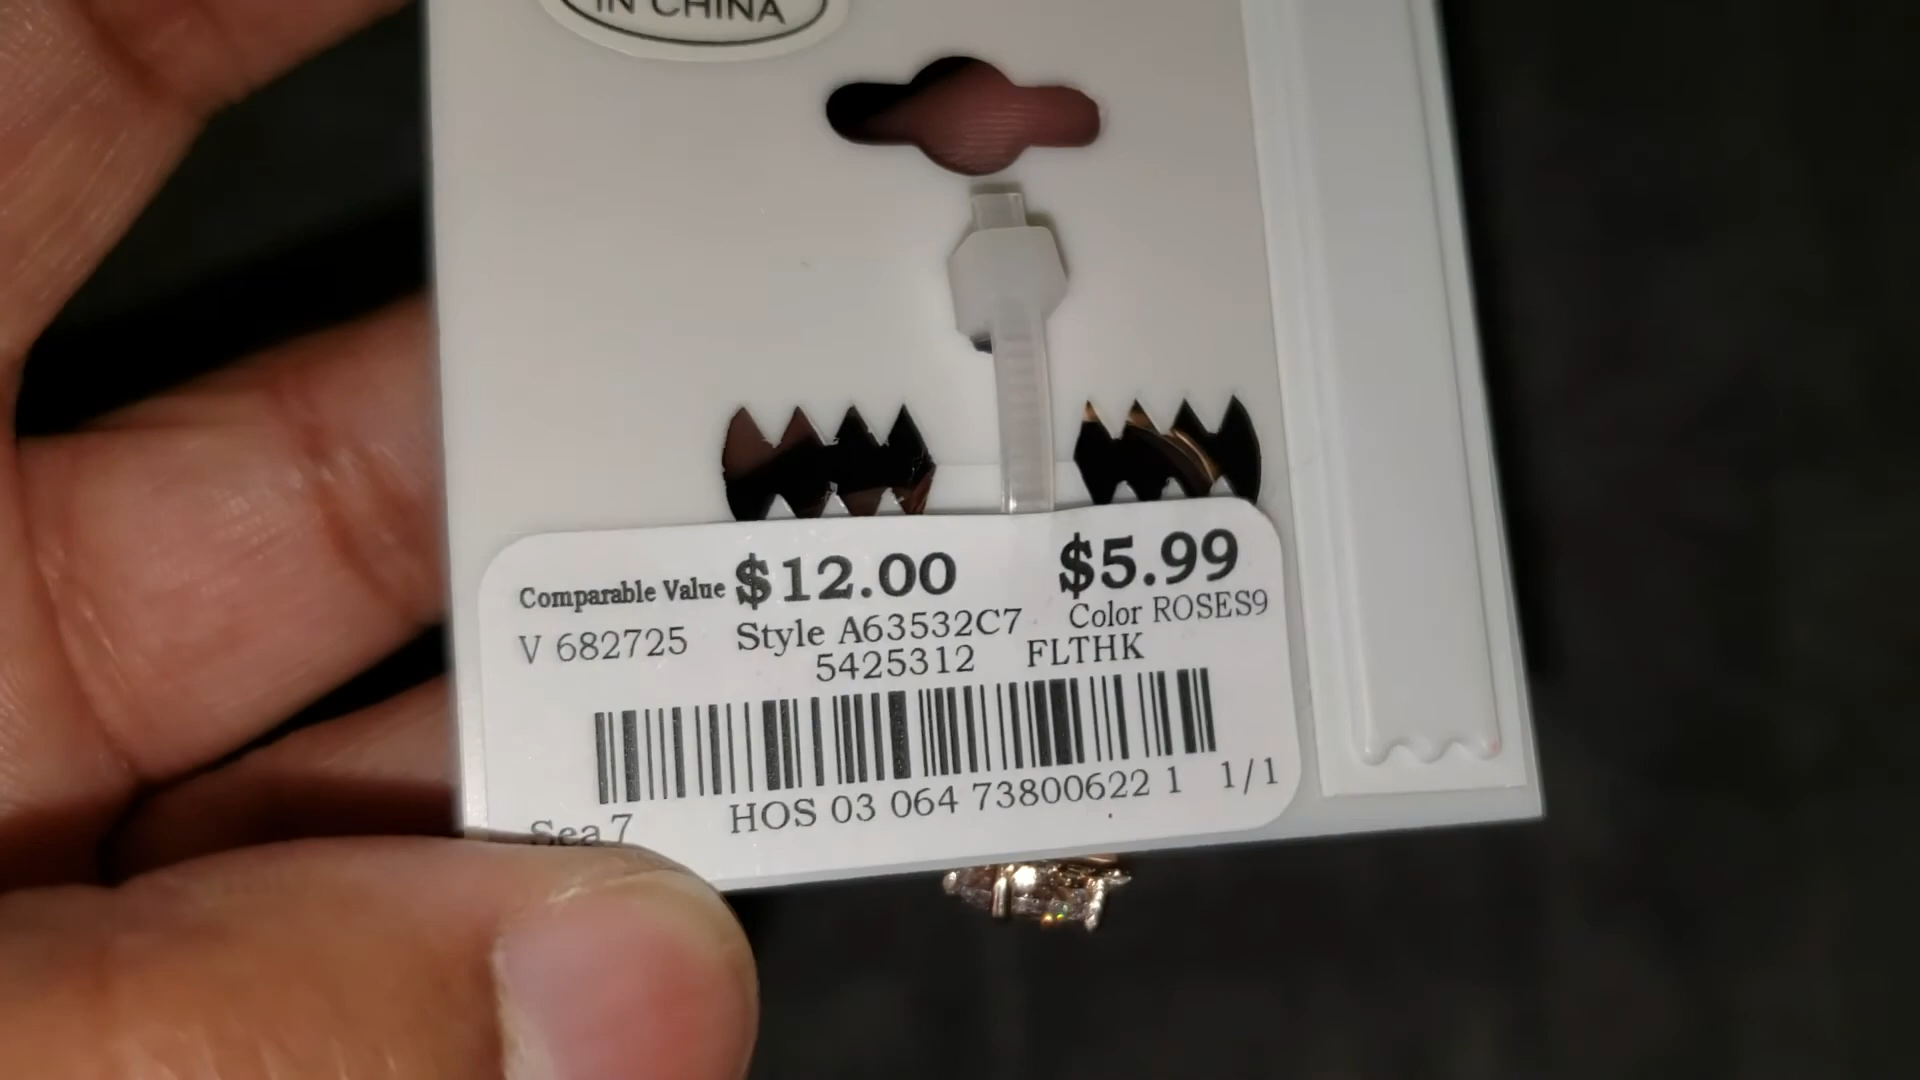 IN CHINA
Comparable Value $12.00 $5.99
V 682725 Style A63532C7 Color ROSES9
5425312 FLTHK
HOS 03 064 73800622 1 1/1
Sea 7